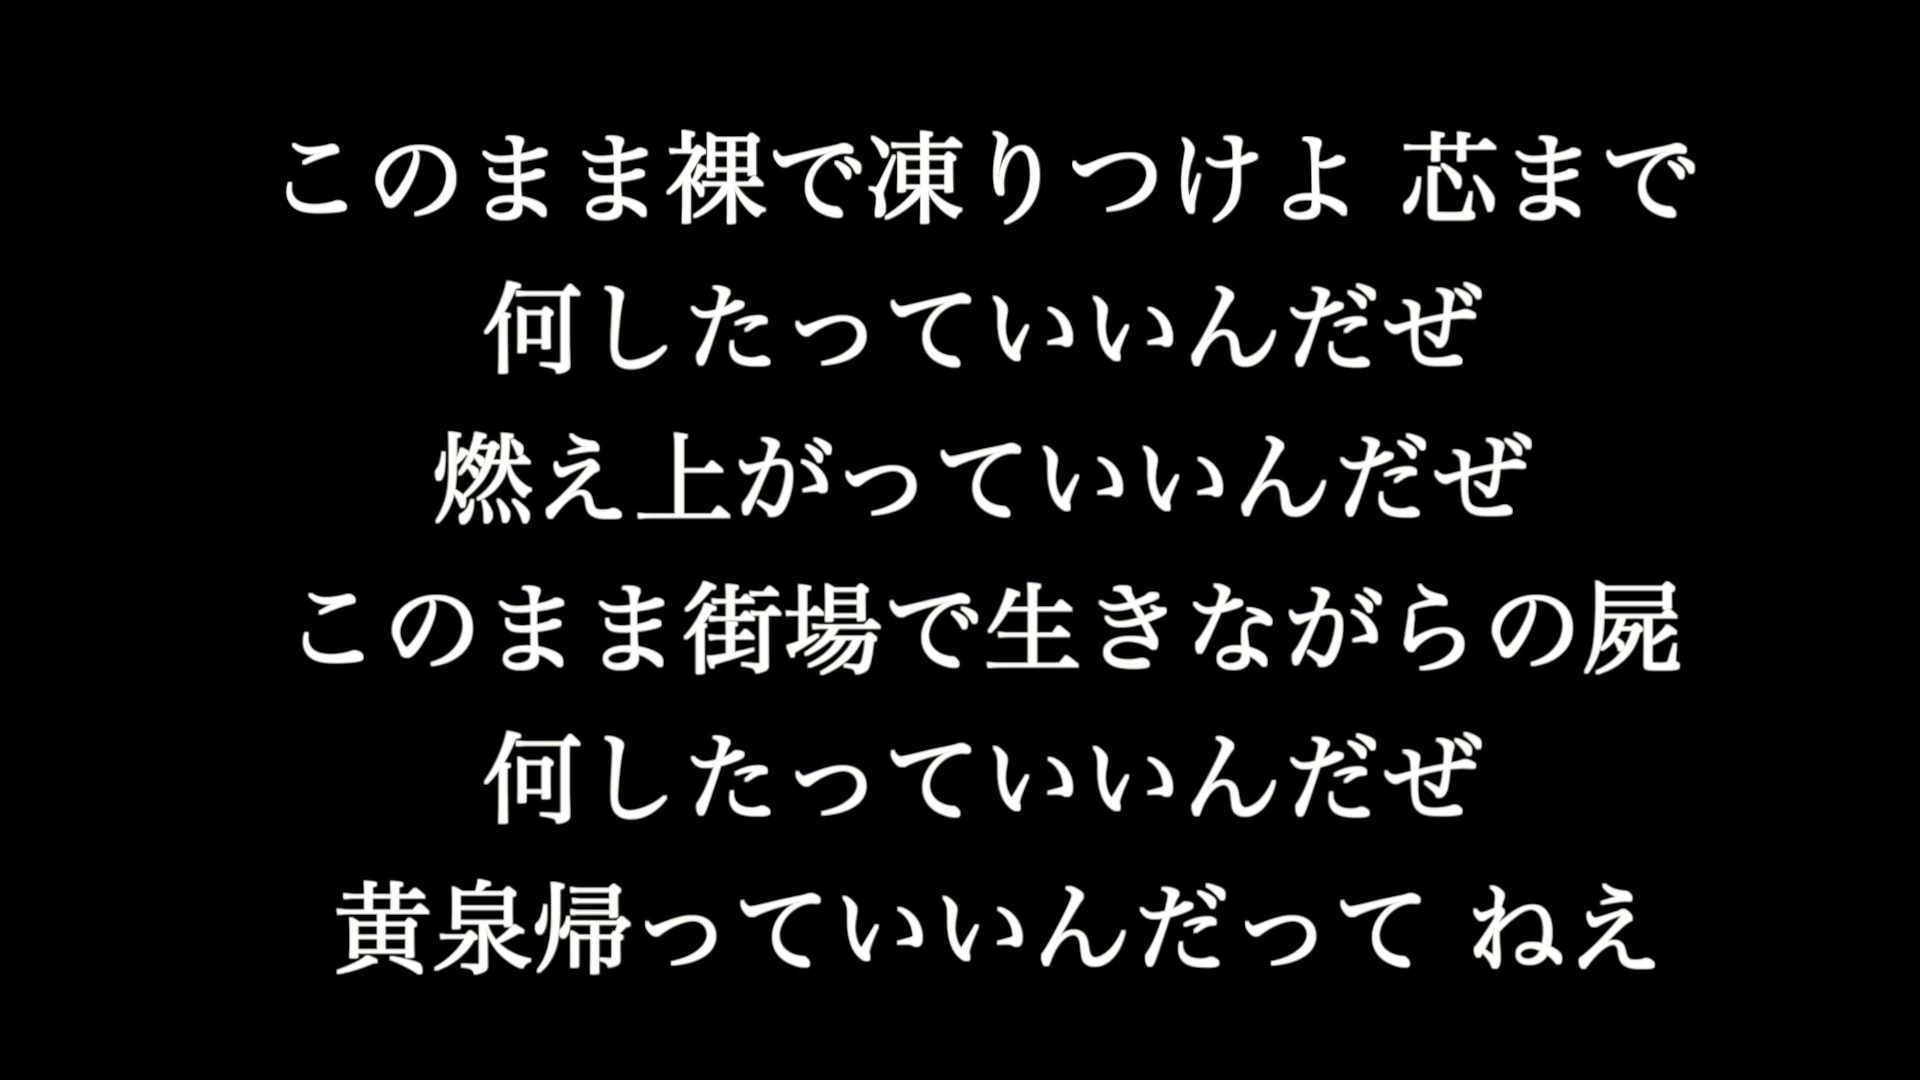 このまま裸で凍りつけよ 芯まで
何したっていいんだぜ
燃え上がっていいんだぜ
このまま街場で生きながらの屍
何したっていいんだぜ
黄泉帰っていいんだって ねえ